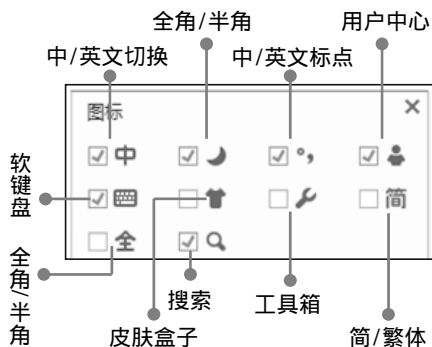 全角/半角
用户中心
中/英文切换
中/英文标点
图标
中
简
全
软键盘
全角/半角
搜索
工具箱
皮肤盒子
简/繁体